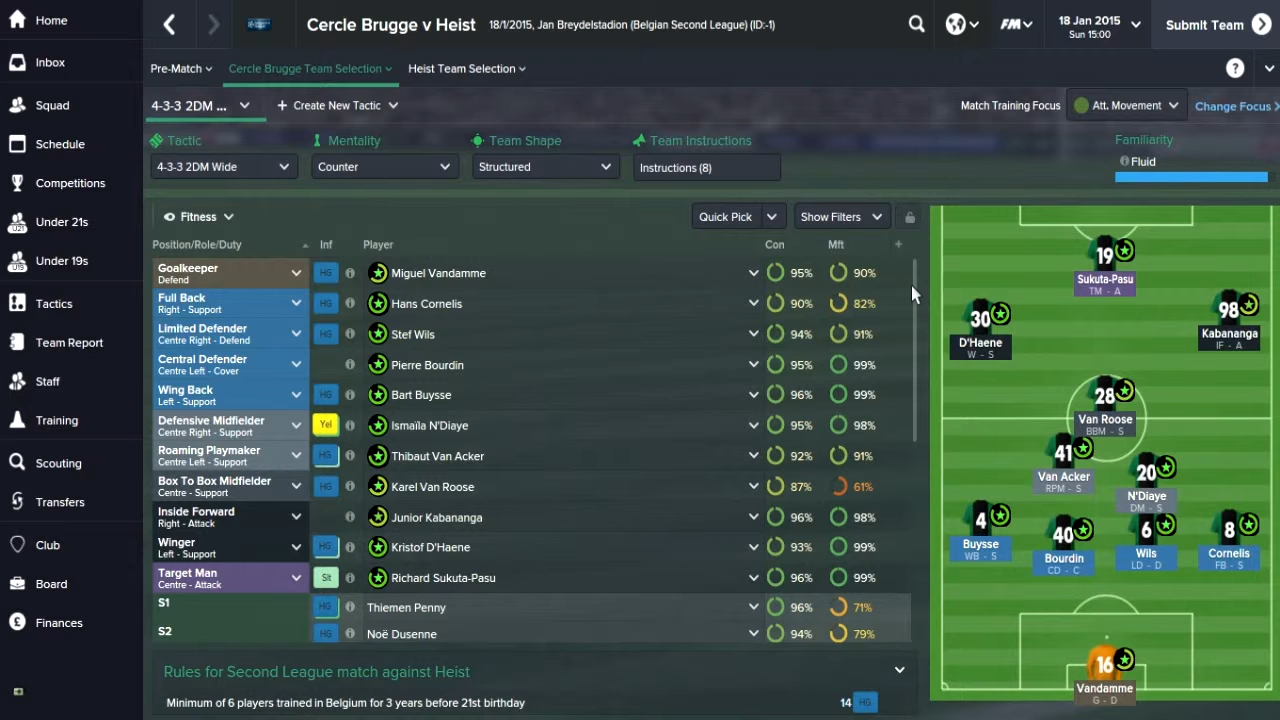 Home
Inbox
Squad
Schedule
Competitions
Under 21s
Under 19s
Tactics
Team Report
Staff
Training
Scouting
Transfers
Club
Board
Finances
Cercle Brugge v Heist 18/1/2015, Jan Breydelstadion (Belgian Second League) (ID:-1)
FM
18 Jan 2015
Sun 15:00
Submit Team
Pre-Match Cercle Brugge Team Selection Heist Team Selection ?
4-3-3 2DM ... + Create New Tactic Match Training Focus Att. Movement Change Focus
Tactic Mentality Team Shape Team Instructions Familiarity
4-3-3 2DM Wide Counter Structured Instructions (8) Fluid
Fitness Quick Pick Show Filters
Position/Role/Duty Inf Player Con Mft +
Goalkeeper
Defend
HG Miguel Vandamme 95% 90%
Full Back
Right - Support
HG Hans Cornelis 90% 82%
Limited Defender
Centre Right - Defend
HG Stef Wils 94% 91%
Central Defender
Centre Left - Cover
Pierre Bourdin 95% 99%
Wing Back
Left - Support
HG Bart Buysse 96% 99%
Defensive Midfielder
Centre Right - Support
Yel Ismaïla N'Diaye 95% 98%
Roaming Playmaker
Centre Left - Support
HG Thibaut Van Acker 92% 91%
Box To Box Midfielder
Centre - Support
HG Karel Van Roose 87% 61%
Inside Forward
Right - Attack
Junior Kabananga 96% 98%
Winger
Left - Support
HG Kristof D'Haene 93% 99%
Target Man
Centre - Attack
Slt Richard Sukuta-Pasu 96% 99%
S1 HG Thiemen Penny 96% 71%
S2 HG Noë Dusenne 94% 79%
Rules for Second League match against Heist
Minimum of 6 players trained in Belgium for 3 years before 21st birthday 14 HG
19
Sukuta-Pasu
TM - A
30
D'Haene
W - S
98
Kabananga
IF - A
28
Van Roose
BBM - S
41
Van Acker
RPM - S
20
N'Diaye
DM - S
4
Buysse
WB - S
40
Bourdin
CD - C
6
Wils
LD - D
8
Cornelis
FB - S
16
Vandamme
G - D